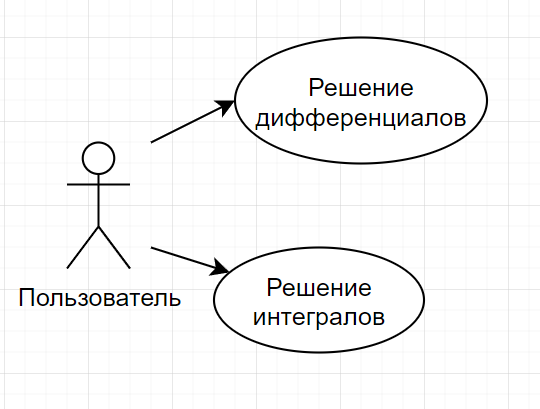 Решение
дифференциалов
Пользователь
Решение
интегралов